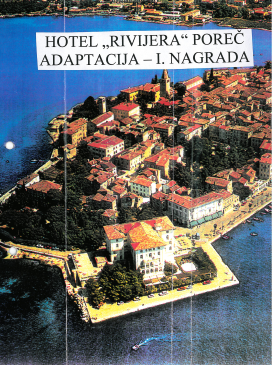 HOTEL „RIVIJERA“ POREČ
ADAPTACIJA – I. NAGRADA